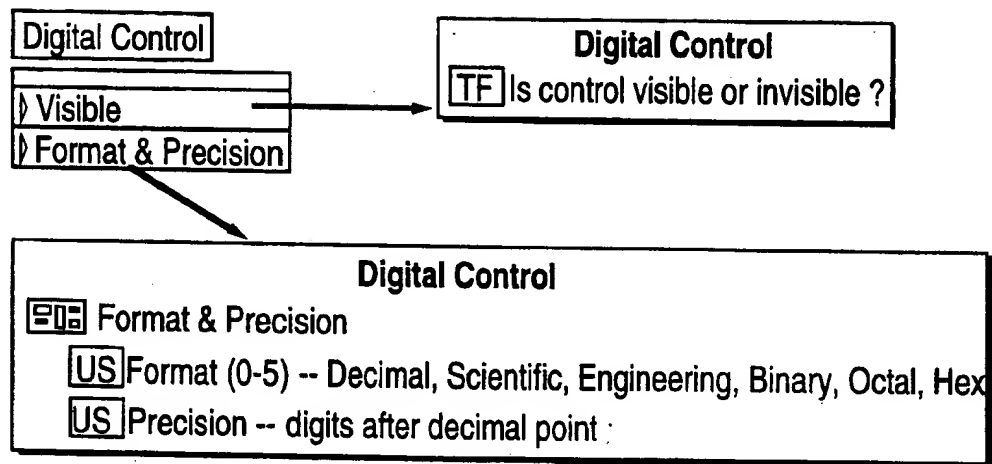 Digital Control
Visible
Format & Precision
Digital Control
TF Is control visible or invisible ?
Digital Control
Format & Precision
US Format (0-5) -- Decimal, Scientific, Engineering, Binary, Octal, Hex
US Precision -- digits after decimal point